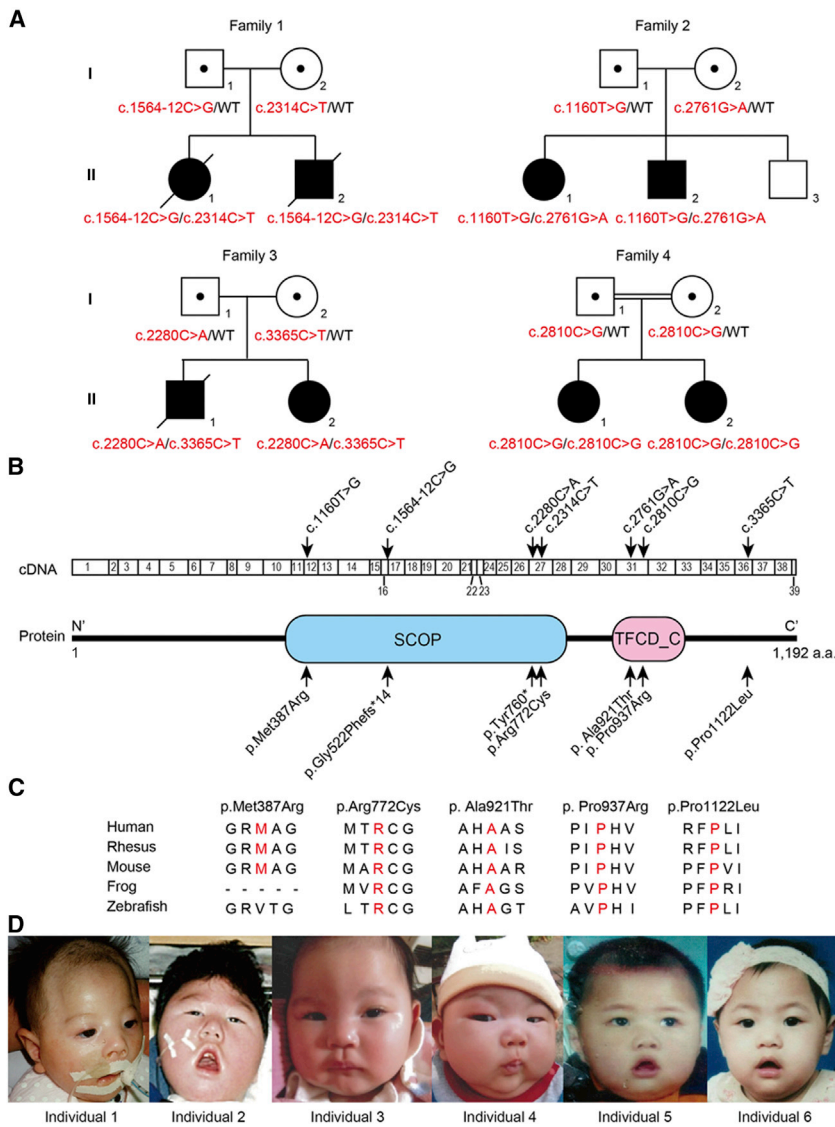 A
Family 1
Family 2
I
1
2
1
2
c.1564-12C>G/WT
c.2314C>T/WT
c.1160T>G/WT
c.2761G>A/WT
II
1
2
1
2
3
c.1564-12C>G/c.2314C>T
c.1564-12C>G/c.2314C>T
c.1160T>G/c.2761G>A
c.1160T>G/c.2761G>A
Family 3
Family 4
I
1
2
1
2
c.2280C>A/WT
c.3365C>T/WT
c.2810C>G/WT
c.2810C>G/WT
II
1
2
1
2
c.2280C>A/c.3365C>T
c.2280C>A/c.3365C>T
c.2810C>G/c.2810C>G
c.2810C>G/c.2810C>G
B
c.1160T>G
c.1564-12C>G
c.2280C>A
c.2314C>T
c.2761G>A
c.2810C>G
c.3365C>T
cDNA
1 2 3 4 5 6 7 8 9 10 11 12 13 14 15 17 18 19 20 21 24 25 26 27 28 29 30 31 32 33 34 35 36 37 38
16 22 23 39
N' C'
Protein
SCOP
TFCD_C
1 1,192 a.a.
p.Met387Arg
p.Gly522Phefs*14
p.Tyr760*
p.Arg772Cys
p. Ala921Thr
p. Pro937Arg
p.Pro1122Leu
C
p.Met387Arg p.Arg772Cys p. Ala921Thr p. Pro937Arg p.Pro1122Leu
Human G R M A G M T R C G A H A A S P I P H V R F P L I
Rhesus G R M A G M T R C G A H A I S P I P H V R F P L I
Mouse G R M A G M A R C G A H A A R P I P H V P F P V I
Frog - - - - - M V R C G A F A G S P V P H V P F P R I
Zebrafish G R V T G L T R C G A H A G T A V P H I P F P L I
D
Individual 1 Individual 2 Individual 3 Individual 4 Individual 5 Individual 6